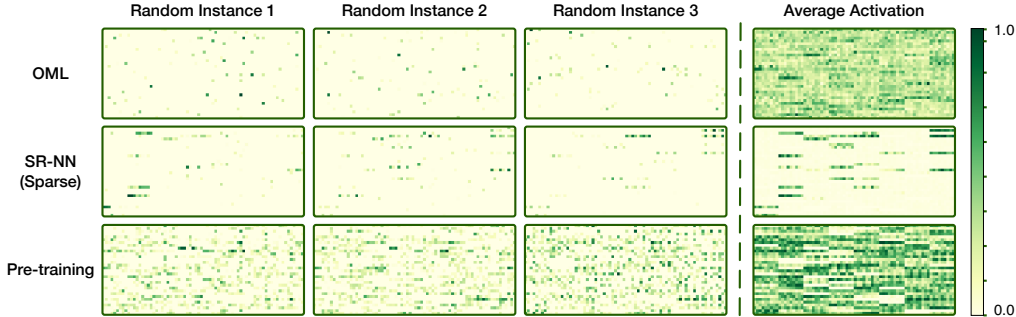 Random Instance 1
Random Instance 2
Random Instance 3
Average Activation
OML
SR-NN
(Sparse)
Pre-training
1.0
0.0